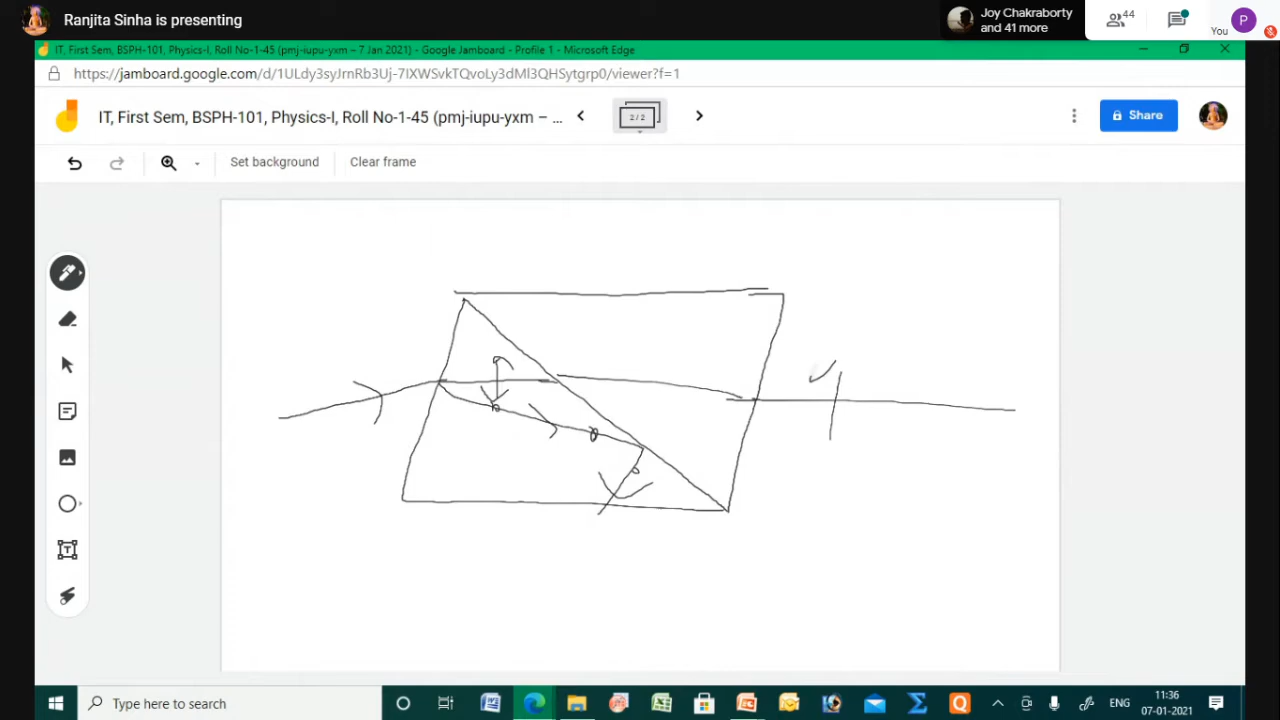 Ranjita Sinha is presenting
Joy Chakraborty
and 41 more
44
You
P
IT, First Sem, BSPH-101, Physics-I, Roll No-1-45 (pmj-iupu-yxm – 7 Jan 2021) - Google Jamboard - Profile 1 - Microsoft Edge
https://jamboard.google.com/d/1ULdy3syJrnRb3Uj-7IXWSvkTQvoLy3dMl3QHSytgrp0/viewer?f=1
IT, First Sem, BSPH-101, Physics-I, Roll No-1-45 (pmj-iupu-yxm – ...
2 / 2
Share
Set background
Clear frame
Type here to search
ENG
11:36
07-01-2021